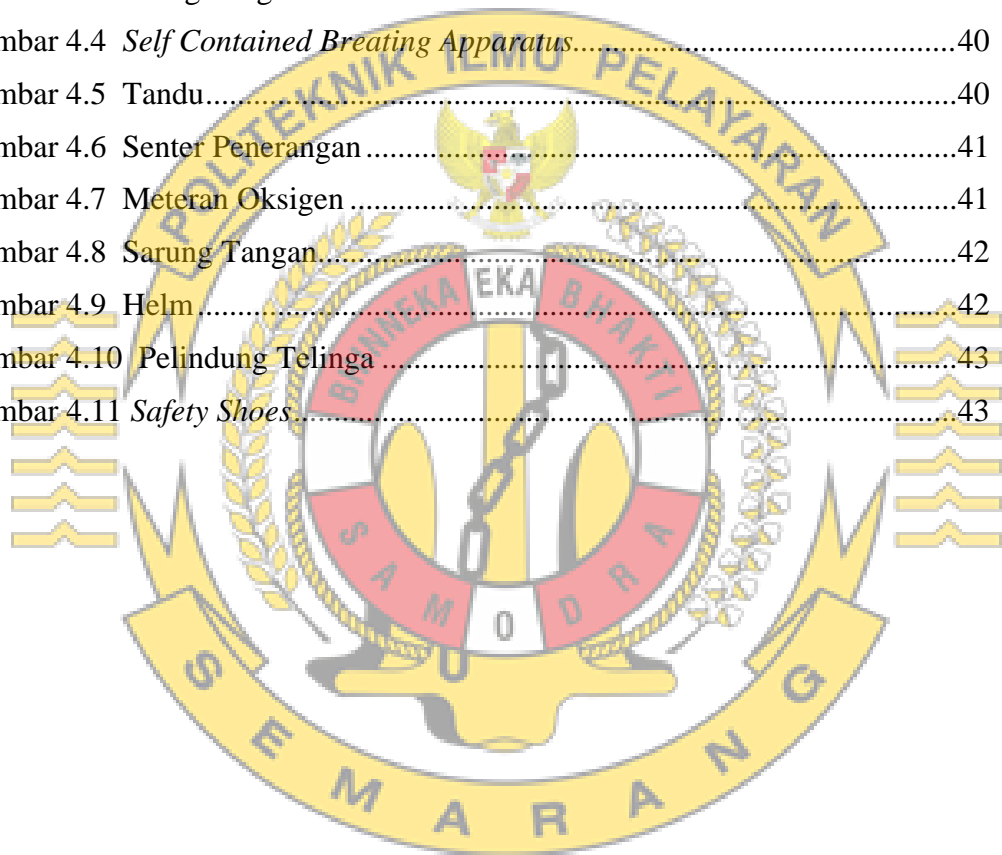 mbar 4.4 Self Contained Breating Apparatus........................................40
mbar 4.5 Tandu........................................40
mbar 4.6 Senter Penerangan........................................41
mbar 4.7 Meteran Oksigen........................................41
mbar 4.8 Sarung Tangan........................................42
mbar 4.9 Helm........................................42
mbar 4.10 Pelindung Telinga........................................43
mbar 4.11 Safety Shoes........................................43
POLITEKNIK ILMU PELAYARAN
BHINNEKA EKA BHAKTI
SAMODRA
SEMARANG